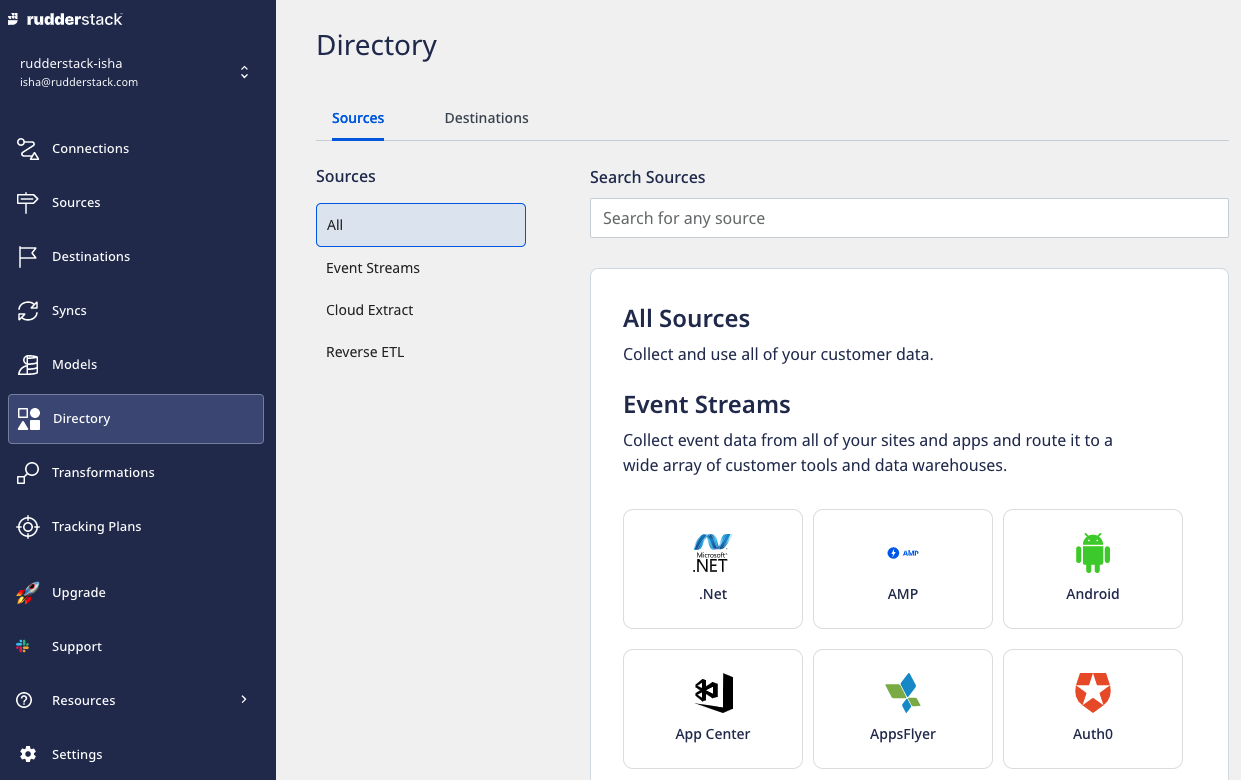 rudderstack
rudderstack-isha
isha@rudderstack.com
Connections
Sources
Destinations
Syncs
Models
Directory
Transformations
Tracking Plans
Upgrade
Support
Resources
Settings
Directory
Sources
Destinations
Sources
All
Event Streams
Cloud Extract
Reverse ETL
Search Sources
Search for any source
All Sources
Collect and use all of your customer data.
Event Streams
Collect event data from all of your sites and apps and route it to a
wide array of customer tools and data warehouses.
Microsoft
.NET
.Net
AMP
AMP
Android
App Center
AppsFlyer
Auth0